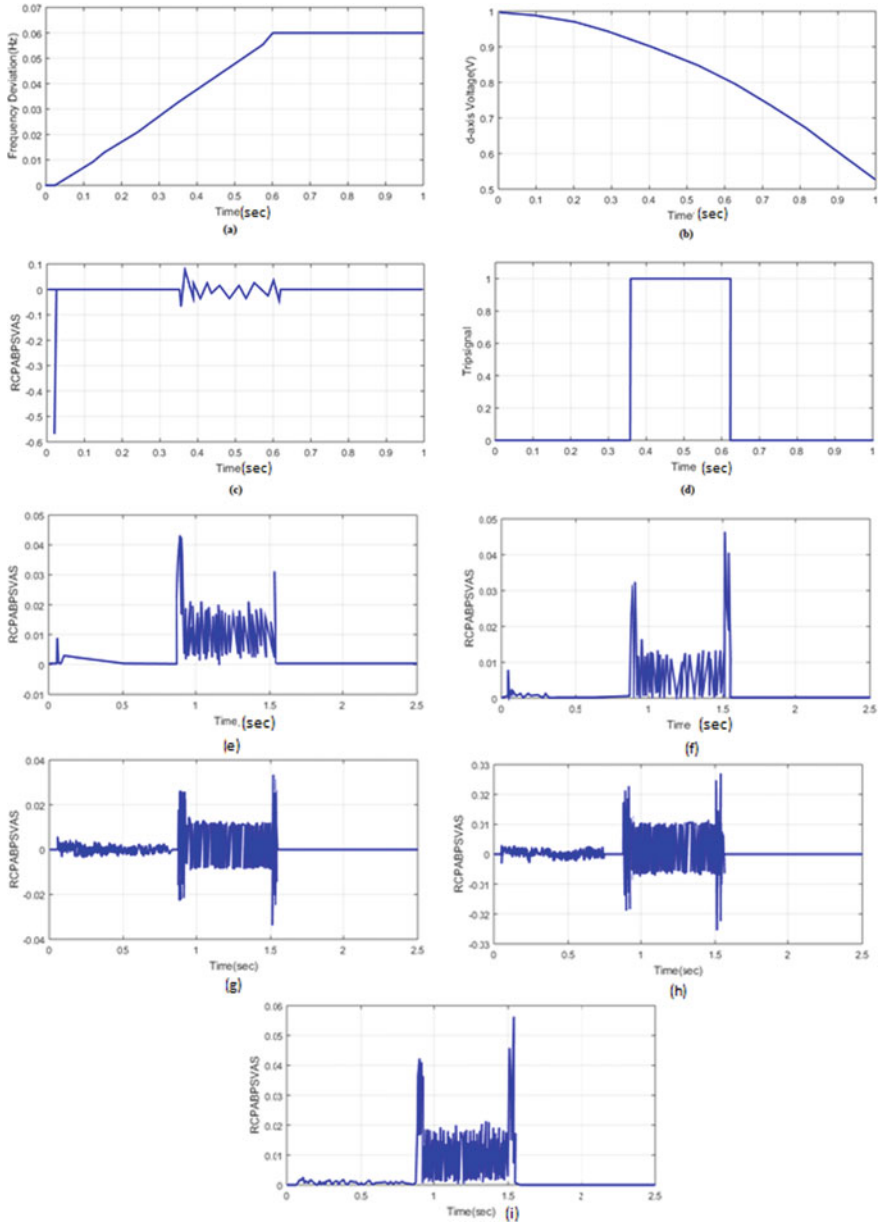 Frequency Deviation(Hz)
0.07
0.06
0.05
0.04
0.03
0.02
0.01
0
0 0.1 0.2 0.3 0.4 0.5 0.6 0.7 0.8 0.9 1
Time(sec)
(a)
d-axis Voltage(V)
1
0.9
0.8
0.7
0.6
0.5
0 0.1 0.2 0.3 0.4 0.5 0.6 0.7 0.8 0.9 1
Time (sec)
(b)
RCPABPSVAS
0.1
0
-0.1
-0.2
-0.3
-0.4
-0.5
-0.6
0 0.1 0.2 0.3 0.4 0.5 0.6 0.7 0.8 0.9 1
Time(sec)
(c)
Tripsignal
1
0.8
0.6
0.4
0.2
0
0 0.1 0.2 0.3 0.4 0.5 0.6 0.7 0.8 0.9 1
Time (sec)
(d)
RCPABPSVAS
0.05
0.04
0.03
0.02
0.01
0
-0.01
0 0.5 1 1.5 2 2.5
Time,(sec)
(e)
RCPABPSVAS
0.05
0.04
0.03
0.02
0.01
0
0 0.5 1 1.5 2 2.5
Time (sec)
(f)
RCPABPSVAS
0.04
0.02
0
-0.02
-0.04
0 0.5 1 1.5 2 2.5
Time(sec)
(g)
RCPABPSVAS
0.33
0.32
0.31
0
-0.31
-0.32
-0.33
0 0.5 1 1.5 2 2.5
Time(sec)
(h)
RCPABPSVAS
0.06
0.05
0.04
0.03
0.02
0.01
0
0 0.5 1 1.5 2 2.5
Time(sec)
(i)